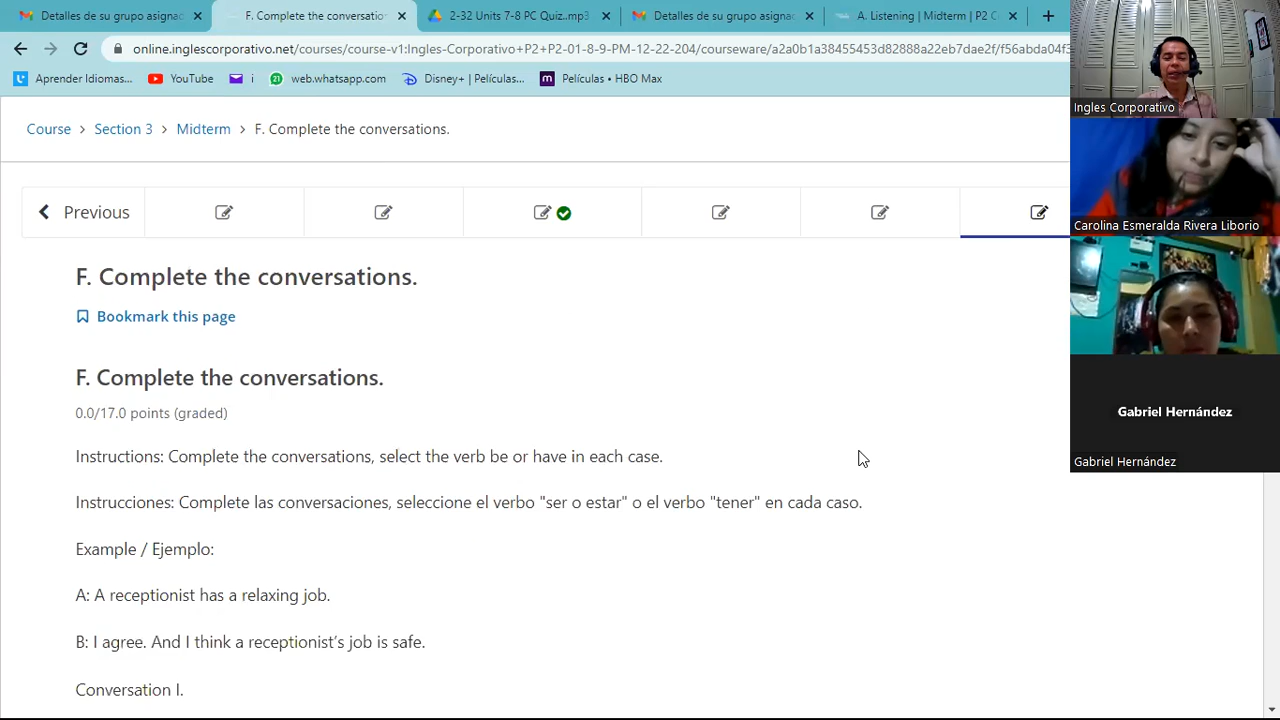 Detalles de su grupo asignad
F. Complete the conversation
2-32 Units 7-8 PC Quiz..mp3
Detalles de su grupo asignad
A. Listening | Midterm | P2 C
online.inglescorporativo.net/courses/course-v1:Ingles-Corporativo+P2+P2-01-8-9-PM-12-22-204/courseware/
Aprender Idiomas...
YouTube
i
web.whatsapp.com
Disney+ | Películas...
Películas • HBO Max
Course > Section 3 > Midterm > F. Complete the conversations.
Previous
F. Complete the conversations.
Bookmark this page
F. Complete the conversations.
0.0/17.0 points (graded)
Instructions: Complete the conversations, select the verb be or have in each case.
Instrucciones: Complete las conversaciones, seleccione el verbo "ser o estar" o el verbo "tener" en cada caso.
Example / Ejemplo:
A: A receptionist has a relaxing job.
B: I agree. And I think a receptionist’s job is safe.
Conversation I.
Ingles Corporativo
Carolina Esmeralda Rivera Liborio
Gabriel Hernández
Gabriel Hernández